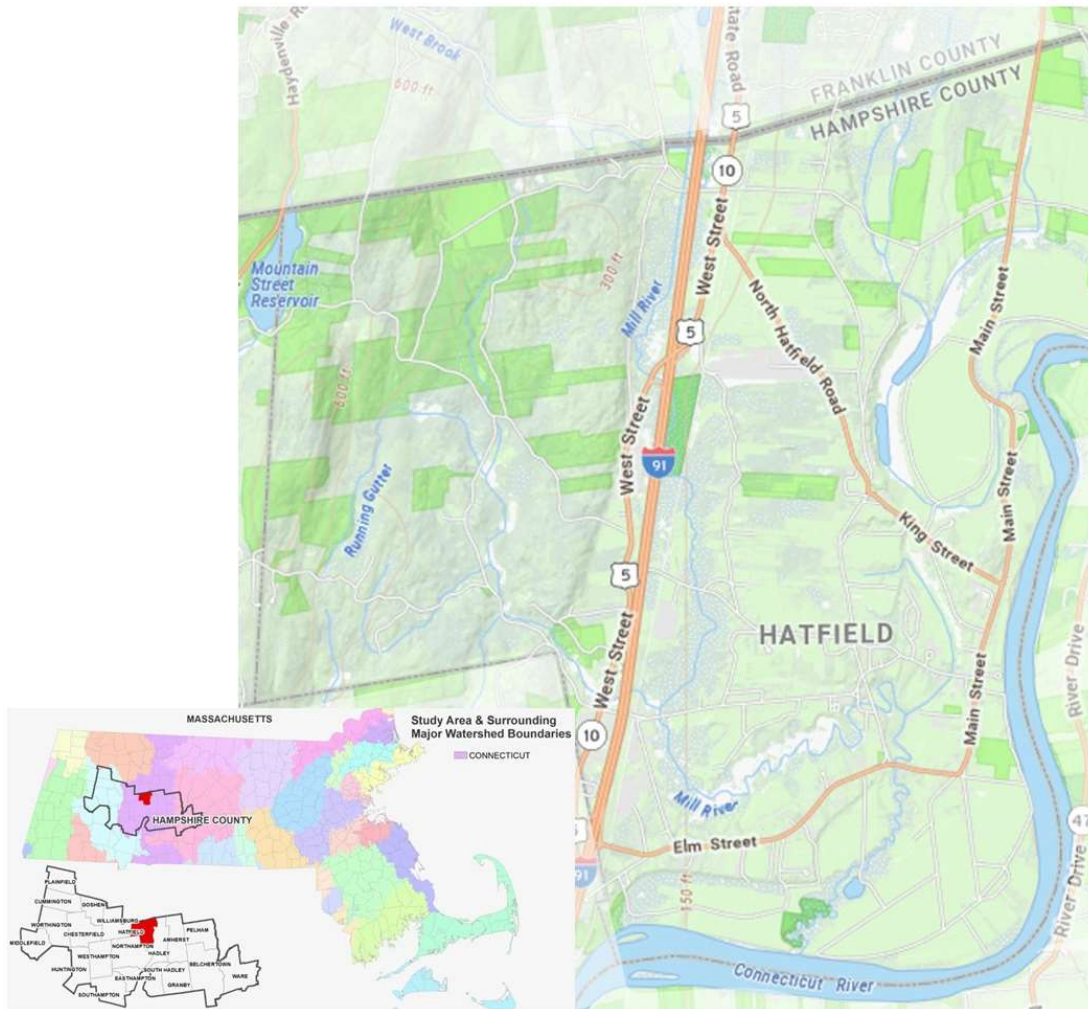 Haydenville
West Brook
State Road
600 ft
FRANKLIN COUNTY
HAMPSHIRE COUNTY
5
10
Mountain
Street
Reservoir
300 ft
Mill River
West Street
5
North Hatfield Road
Main Street
600 ft
West Street
91
Running Gutter
Main Street
King Street
5
HATFIELD
West Street
Main Street
River Drive
10
Mill River
Elm Street
47
91
150 ft
River Drive
Connecticut River
MASSACHUSETTS
Study Area & Surrounding
Major Watershed Boundaries
CONNECTICUT
HAMPSHIRE COUNTY
PLAINFIELD
CUMMINGTON
GOSHEN
WILLIAMSBURG
WORTHINGTON
CHESTERFIELD
HATFIELD
PELHAM
AMHERST
MIDDLEFIELD
NORTHAMPTON
WESTHAMPTON
HADLEY
BELCHERTOWN
HUNTINGTON
EASTHAMPTON
SOUTH HADLEY
WARE
GRANBY
SOUTHAMPTON